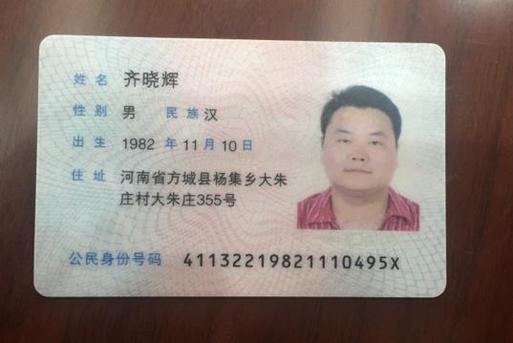 姓名 齐晓辉
性别 男 民族 汉
出生 1982 年 11 月 10 日
住址 河南省方城县杨集乡大朱
庄村大朱庄355号
公民身份号码 41132219821110495X